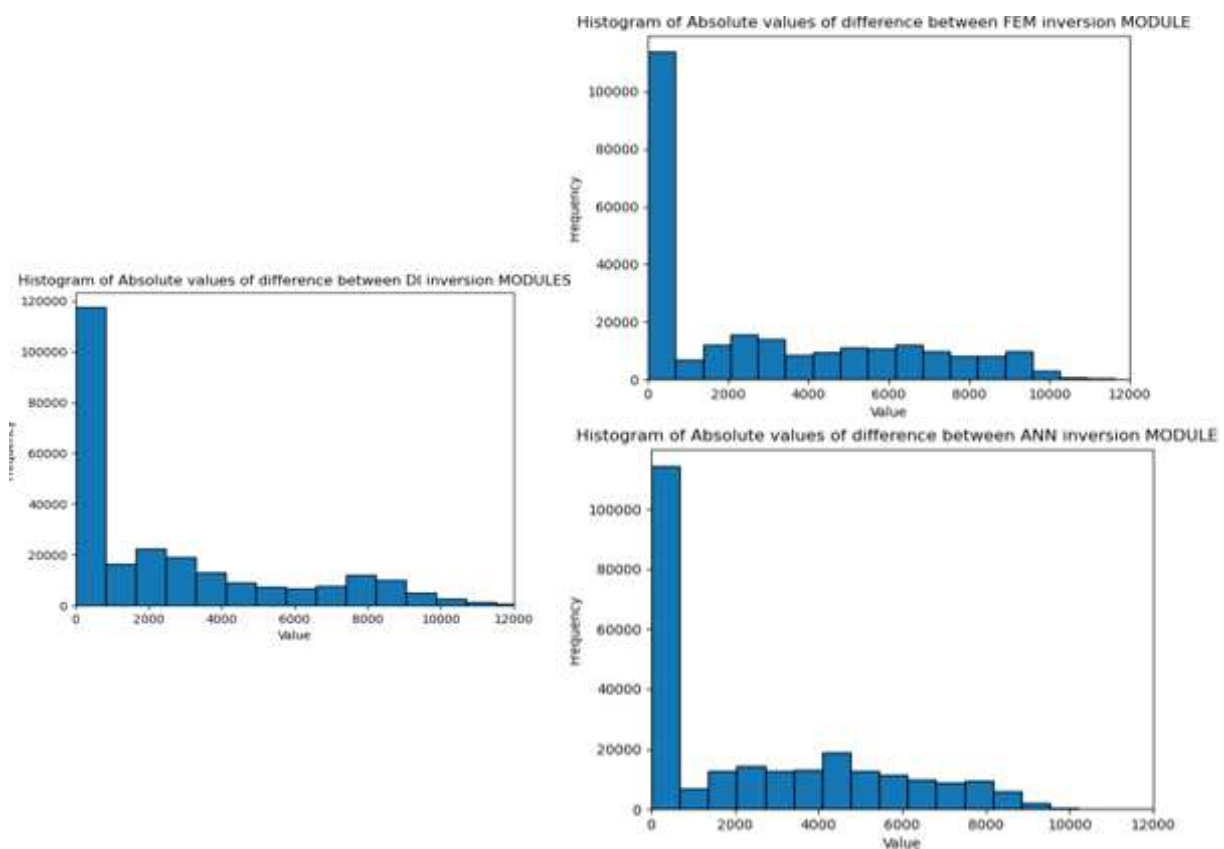 Histogram of Absolute values of difference between DI inversion MODULES
120000
100000
80000
60000
40000
20000
0
0 2000 4000 6000 8000 10000 12000
Value
Histogram of Absolute values of difference between FEM inversion MODULE
Frequency
100000
80000
60000
40000
20000
0
0 2000 4000 6000 8000 10000 12000
Value
Histogram of Absolute values of difference between ANN inversion MODULE
Frequency
100000
80000
60000
40000
20000
0
0 2000 4000 6000 8000 10000 12000
Value